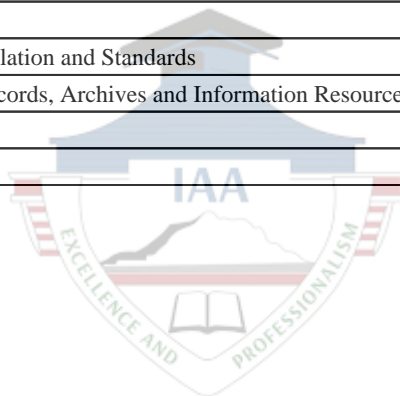 lation and Standards
cords, Archives and Information Resource
IAA
EXCELLENCE AND PROFESSIONALISM